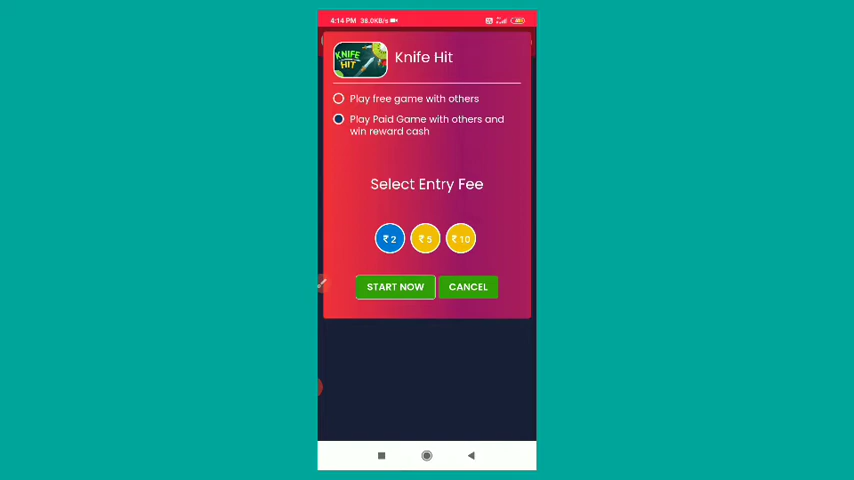 4:14 PM 38.0KB/s
KNIFE HIT
Knife Hit
Play free game with others
Play Paid Game with others and
win reward cash
Select Entry Fee
₹ 2 ₹ 5 ₹ 10
START NOW CANCEL